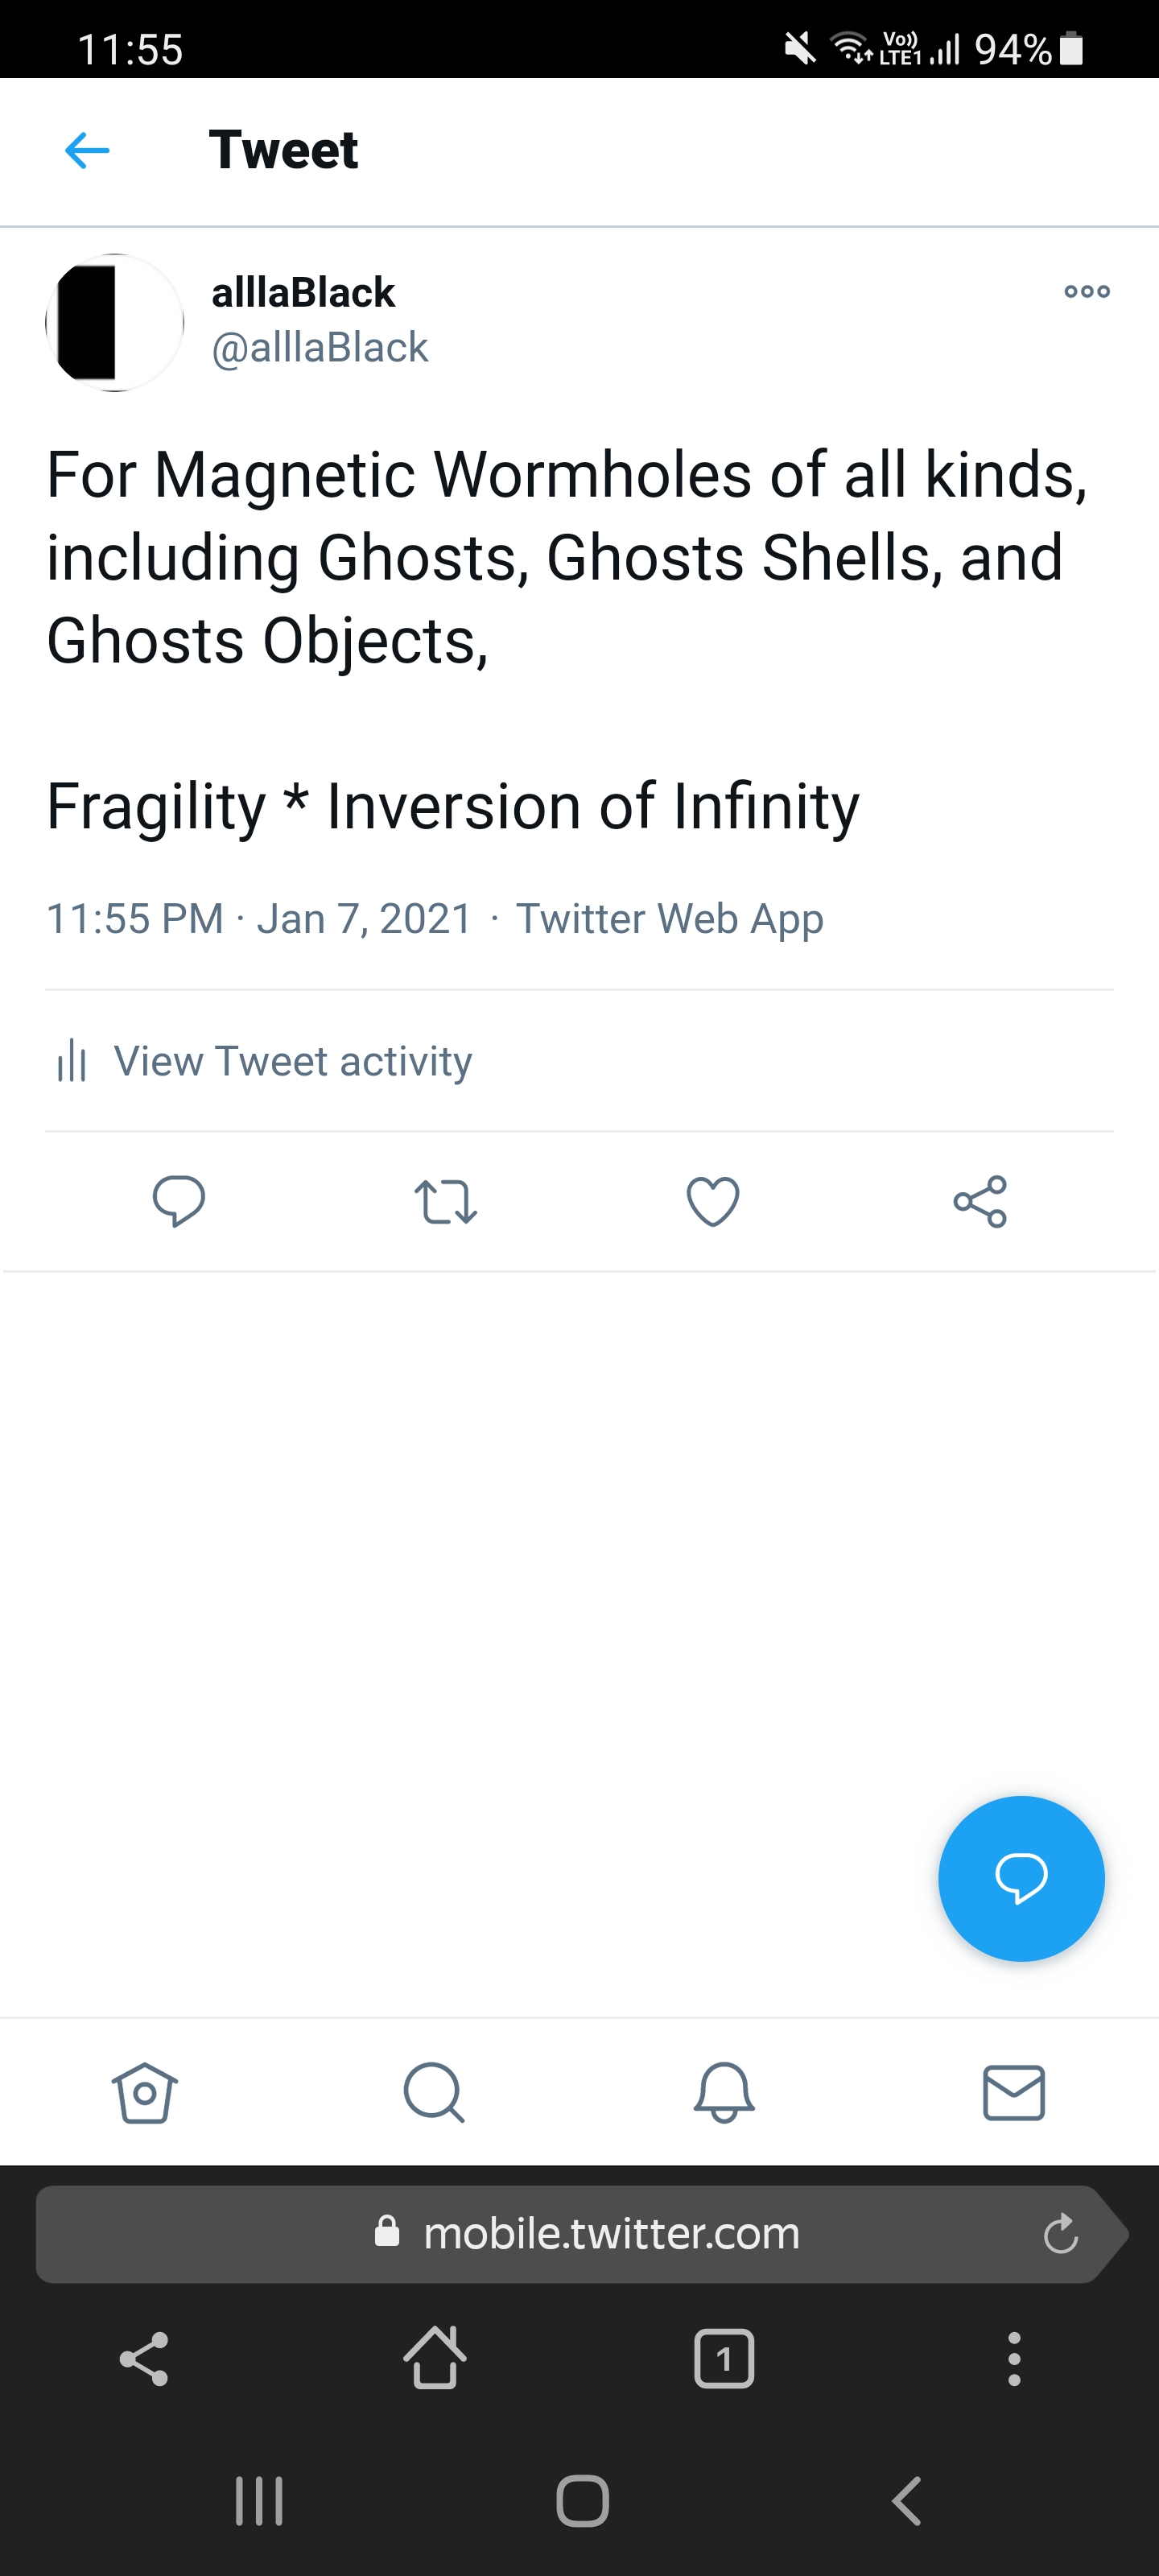 11:55
Vo)) LTE1 94%
Tweet
alllaBlack
@alllaBlack
For Magnetic Wormholes of all kinds,
including Ghosts, Ghosts Shells, and
Ghosts Objects,
Fragility * Inversion of Infinity
11:55 PM · Jan 7, 2021 · Twitter Web App
View Tweet activity
mobile.twitter.com
1